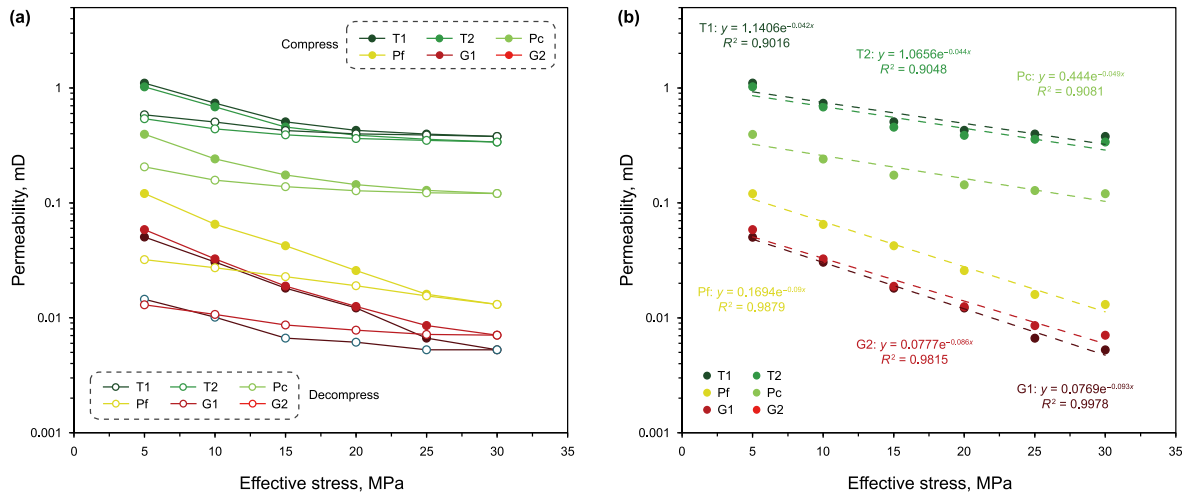 (a)
Compress
T1 T2 Pc
Pf G1 G2
1
0.1
0.01
0.001
Permeability, mD
T1 T2 Pc
Pf G1 G2
Decompress
0 5 10 15 20 25 30 35
Effective stress, MPa
(b)
T1: y = 1.1406e^−0.042x
R² = 0.9016
T2: y = 1.0656e^−0.044x
R² = 0.9048
Pc: y = 0.444e^−0.049x
R² = 0.9081
1
0.1
0.01
0.001
Permeability, mD
Pf: y = 0.1694e^−0.09x
R² = 0.9879
G2: y = 0.0777e^−0.086x
R² = 0.9815
G1: y = 0.0769e^−0.093x
R² = 0.9978
T1 T2
Pf Pc
G1 G2
0 5 10 15 20 25 30 35
Effective stress, MPa